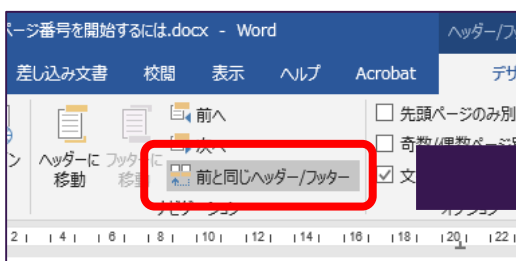 ページ番号を開始するには.docx - Word
ヘッダー/フ
差し込み文書 校閲 表示 ヘルプ Acrobat デザ
前へ
先頭ページのみ別
ヘッダーに移動
次へ
奇数/偶数ページ別
前と同じヘッダー/フッター
文
2 4 6 8 10 12 14 16 18 20 22